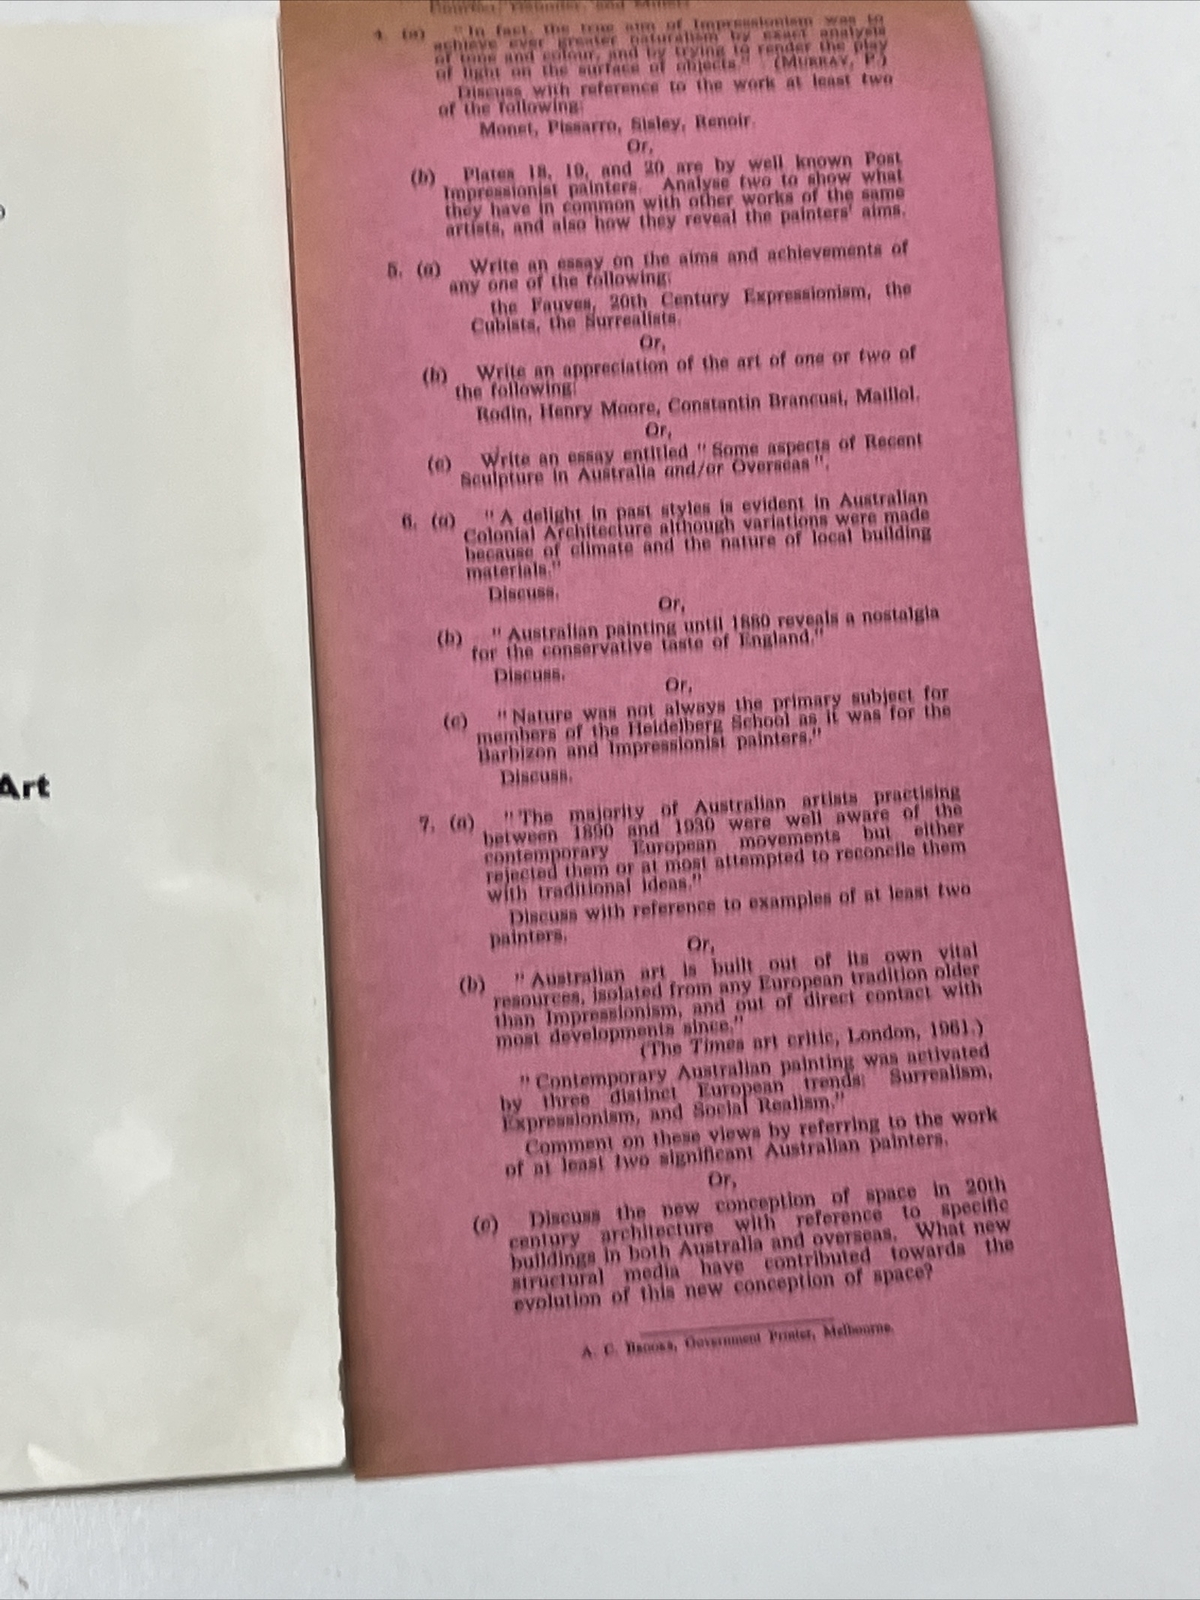 Art
Courbet, Daumier, and Manet.
4. (a) "In fact, the true aim of Impressionism was to
achieve ever greater naturalism by exact analysis
of tone and colour, and by trying to render the play
of light on the surface of objects." (MURRAY, P.)
Discuss with reference to the work at least two
of the following:
Monet, Pissarro, Sisley, Renoir.
Or,
(b) Plates 18, 19, and 20 are by well known Post
Impressionist painters. Analyse two to show what
they have in common with other works of the same
artists, and also how they reveal the painters' aims.
5. (a) Write an essay on the aims and achievements of
any one of the following:
the Fauves, 20th Century Expressionism, the
Cubists, the Surrealists.
Or,
(b) Write an appreciation of the art of one or two of
the following:
Rodin, Henry Moore, Constantin Brancusi, Maillol.
Or,
(c) Write an essay entitled "Some aspects of Recent
Sculpture in Australia and/or Overseas".
6. (a) "A delight in past styles is evident in Australian
Colonial Architecture although variations were made
because of climate and the nature of local building
materials."
Discuss.
Or,
(b) "Australian painting until 1880 reveals a nostalgia
for the conservative taste of England."
Discuss.
Or,
(c) "Nature was not always the primary subject for
members of the Heidelberg School as it was for the
Barbizon and Impressionist painters."
Discuss.
7. (a) "The majority of Australian artists practising
between 1890 and 1930 were well aware of the
contemporary European movements but either
rejected them or at most attempted to reconcile them
with traditional ideas."
Discuss with reference to examples of at least two
painters.
Or,
(b) "Australian art is built out of its own vital
resources, isolated from any European tradition older
than Impressionism, and out of direct contact with
most developments since."
(The Times art critic, London, 1961.)
"Contemporary Australian painting was activated
by three distinct European trends: Surrealism,
Expressionism, and Social Realism."
Comment on these views by referring to the work
of at least two significant Australian painters.
Or,
(c) Discuss the new conception of space in 20th
century architecture with reference to specific
buildings in both Australia and overseas. What new
structural media have contributed towards the
evolution of this new conception of space?
A. C. BROOKS, Government Printer, Melbourne.